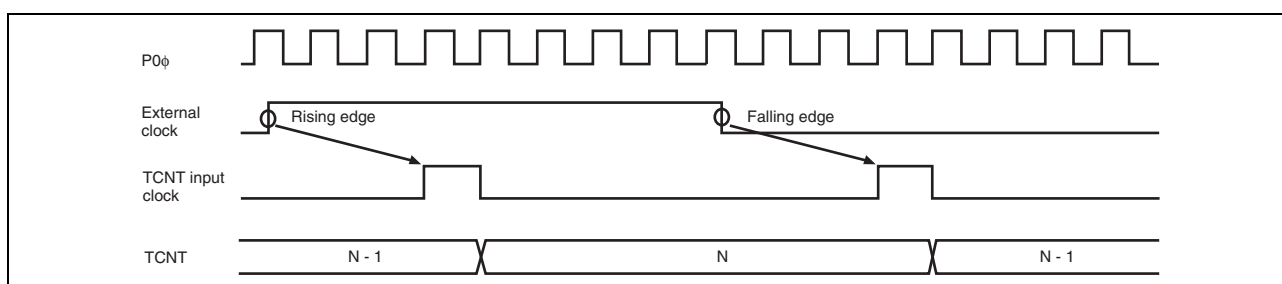 P0ϕ
External
clock
Rising edge
Falling edge
TCNT input
clock
TCNT
N - 1
N
N - 1